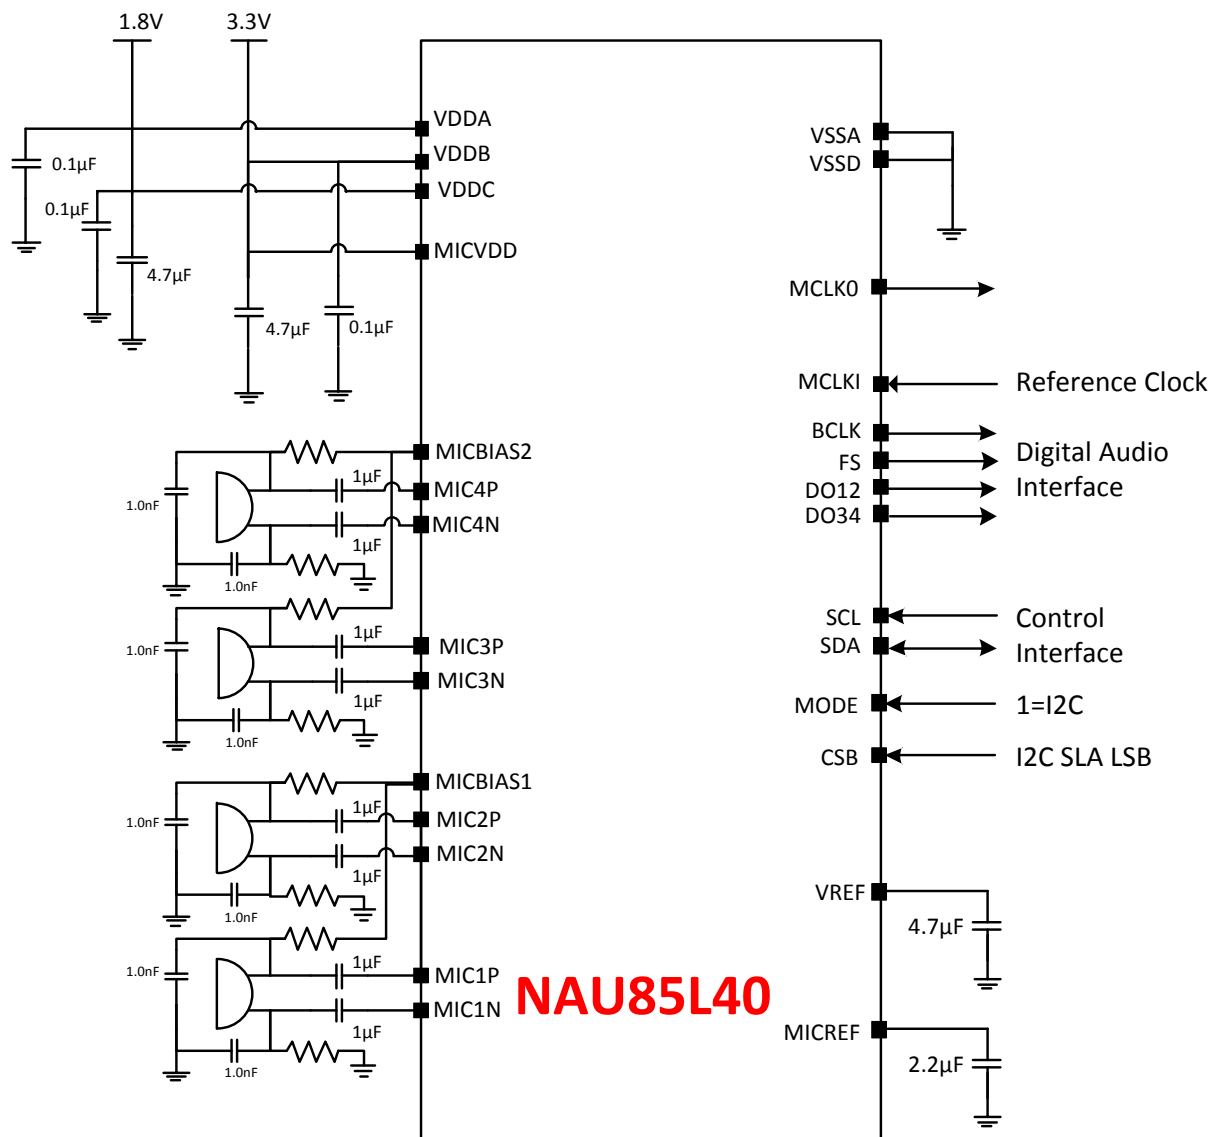 1.8V
3.3V
VDDA
VDDB
VDDC
MICVDD
0.1µF
0.1µF
4.7µF
4.7µF
0.1µF
VSSA
VSSD
MCLK0
MCLKI
Reference Clock
BCLK
FS
DO12
DO34
Digital Audio
Interface
SCL
SDA
Control
Interface
MODE
1=I2C
CSB
I2C SLA LSB
VREF
4.7µF
MICREF
2.2µF
MICBIAS2
1µF
MIC4P
1.0nF
MIC4N
1µF
1.0nF
1µF
MIC3P
1.0nF
MIC3N
1µF
1.0nF
MICBIAS1
1µF
MIC2P
1.0nF
MIC2N
1µF
1.0nF
1µF
MIC1P
1.0nF
MIC1N
1µF
1.0nF
NAU85L40